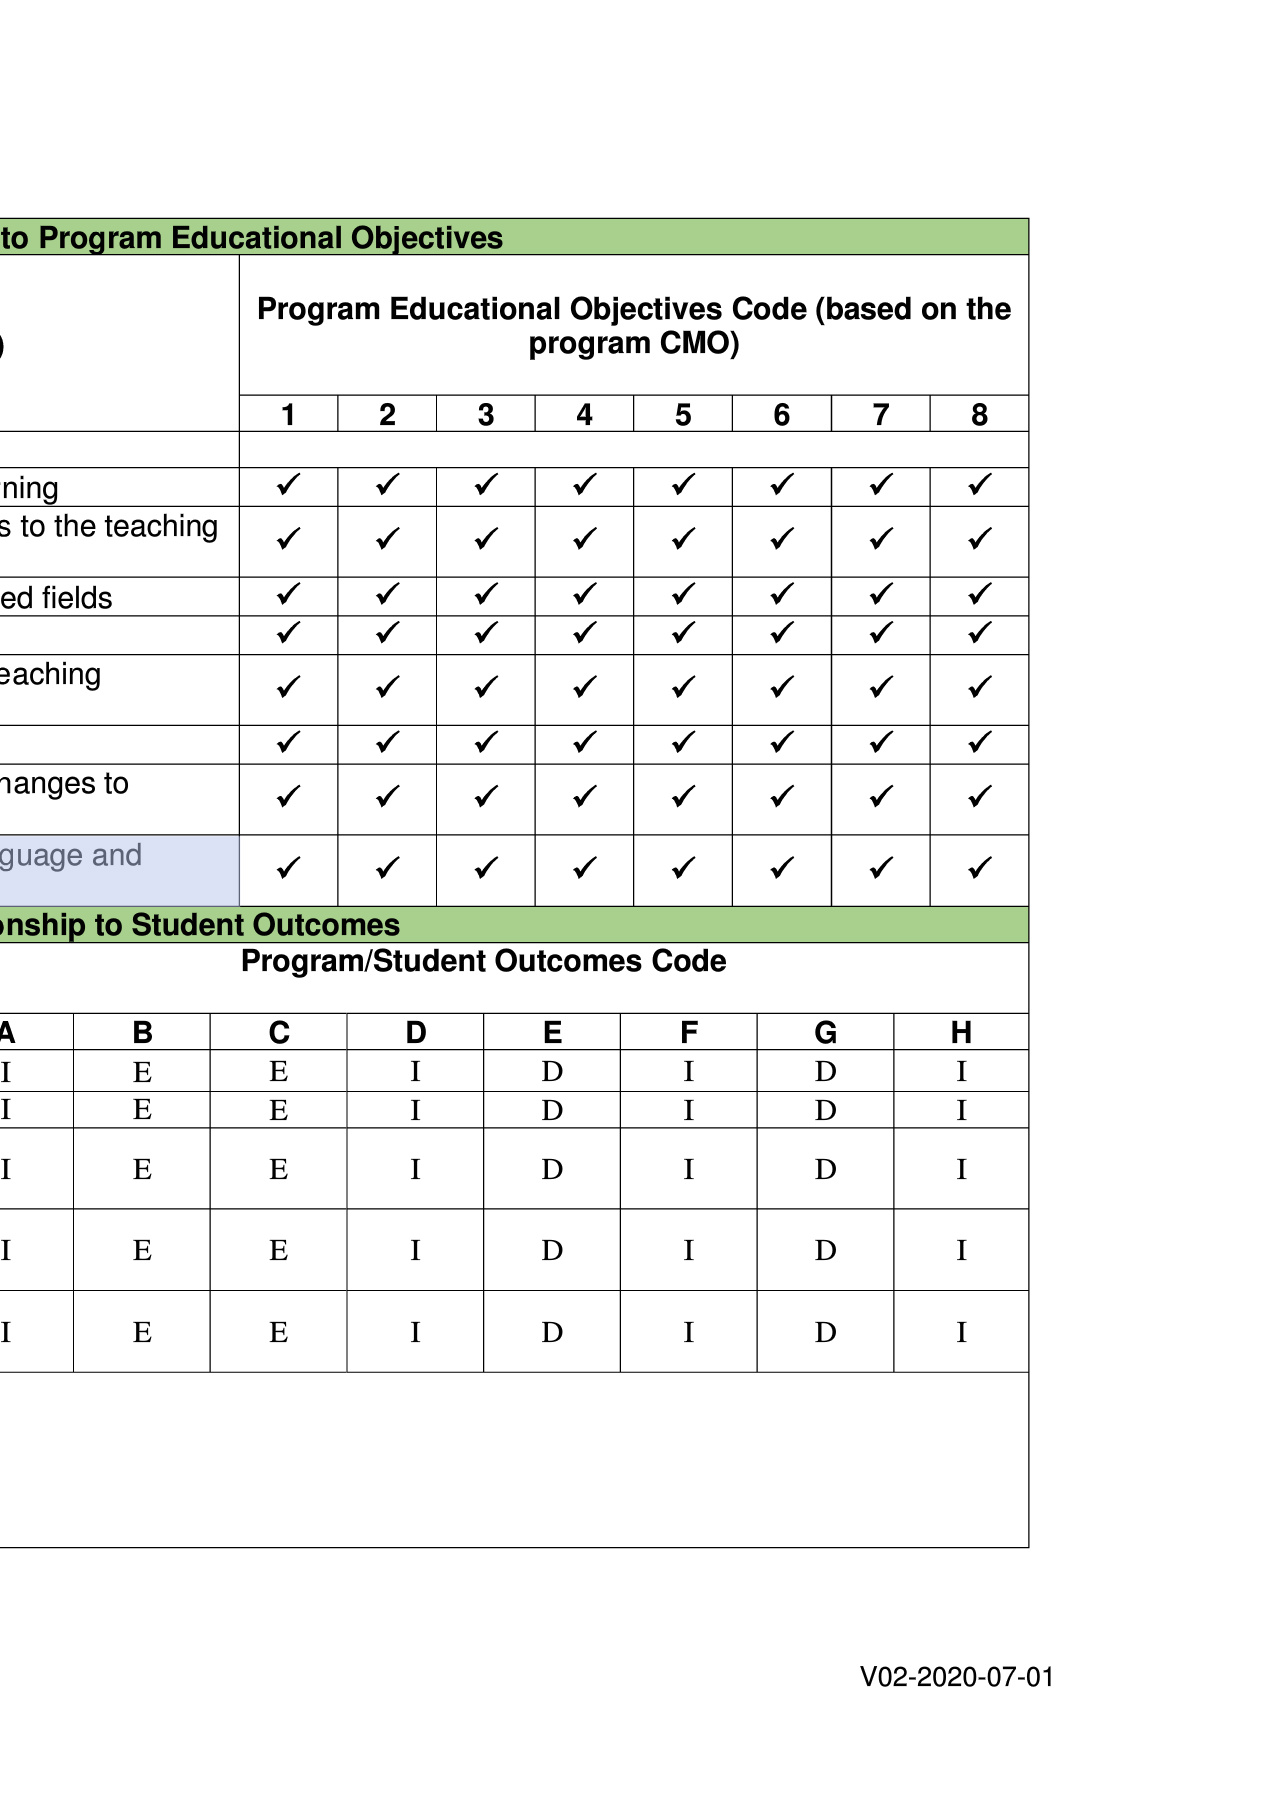 to Program Educational Objectives
Program Educational Objectives Code (based on the
program CMO)
)
1 2 3 4 5 6 7 8
rning ✓ ✓ ✓ ✓ ✓ ✓ ✓ ✓
s to the teaching
✓ ✓ ✓ ✓ ✓ ✓ ✓ ✓
ed fields ✓ ✓ ✓ ✓ ✓ ✓ ✓ ✓
✓ ✓ ✓ ✓ ✓ ✓ ✓ ✓
eaching
✓ ✓ ✓ ✓ ✓ ✓ ✓ ✓
✓ ✓ ✓ ✓ ✓ ✓ ✓ ✓
hanges to
✓ ✓ ✓ ✓ ✓ ✓ ✓ ✓
guage and
✓ ✓ ✓ ✓ ✓ ✓ ✓ ✓
onship to Student Outcomes
Program/Student Outcomes Code
A B C D E F G H
I E E I D I D I
I E E I D I D I
I E E I D I D I
I E E I D I D I
I E E I D I D I
V02-2020-07-01